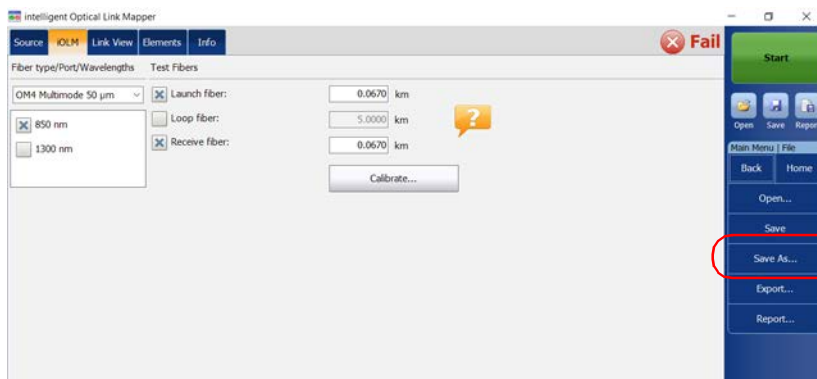 intelligent Optical Link Mapper
Source iOLM Link View Elements Info
Fail
Start
Fiber type/Port/Wavelengths Test Fibers
OM4 Multimode 50 µm
Launch fiber: 0.0670 km
850 nm
Loop fiber: 5.0000 km
1300 nm
Receive fiber: 0.0670 km
?
Calibrate...
Open Save Report
Main Menu | File
Back Home
Open...
Save
Save As...
Export...
Report...